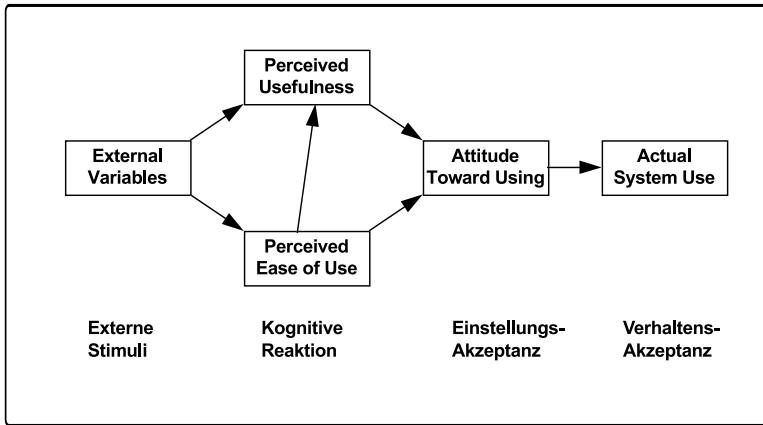 Perceived
Usefulness
External
Variables
Attitude
Toward Using
Actual
System Use
Perceived
Ease of Use
Externe
Stimuli
Kognitive
Reaktion
Einstellungs-
Akzeptanz
Verhaltens-
Akzeptanz